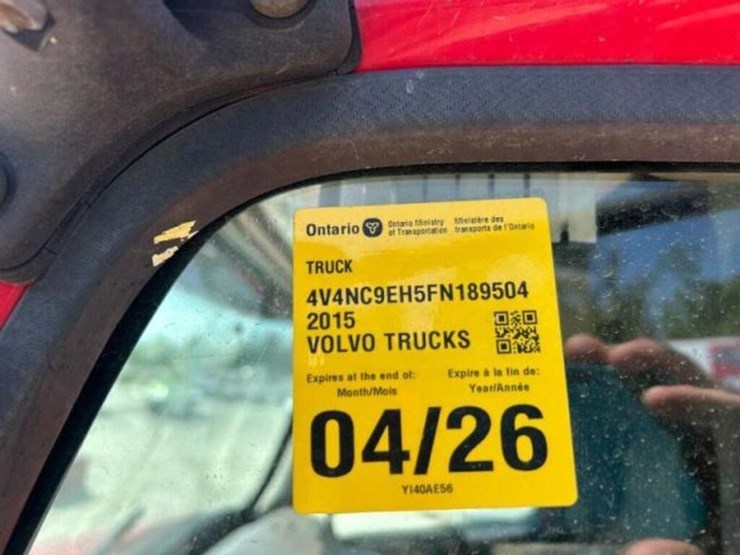 Ontario Ontario Ministry of Transportation Ministère des transports de l'Ontario
TRUCK
4V4NC9EH5FN189504
2015
VOLVO TRUCKS
Expires at the end of: Expire à la fin de:
Month/Mois Year/Année
04/26
YI40AE56